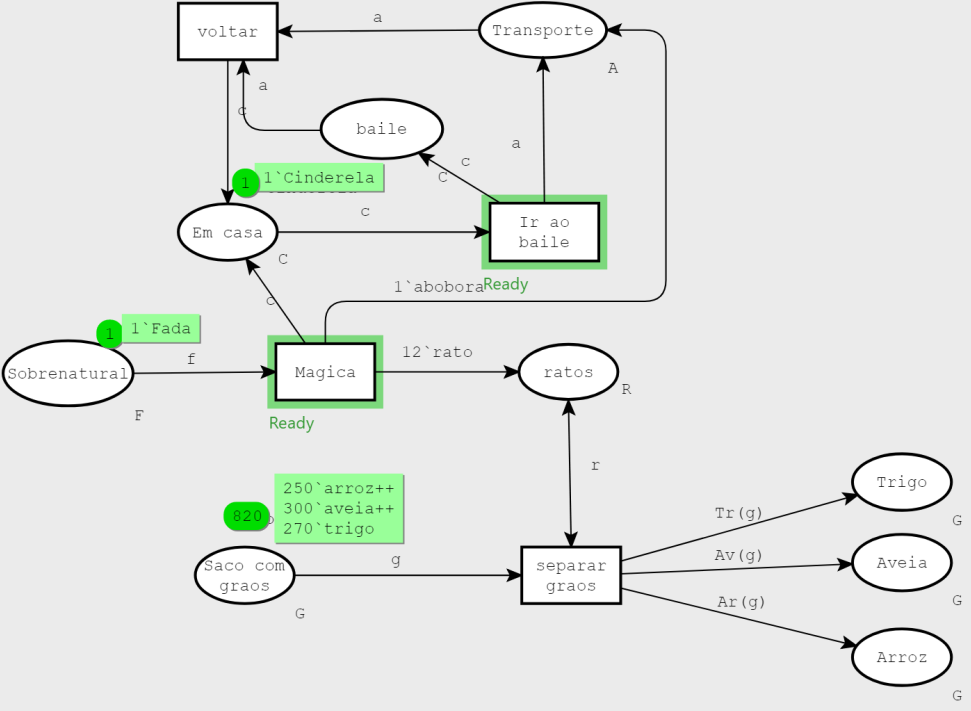 voltar
a
Transporte
A
a
c
baile
a
c
C
1
1`Cinderela
Em casa
C
c
Ir ao
baile
Ready
1`abobora
c
1
1`Fada
Sobrenatural
F
f
Magica
Ready
12`rato
ratos
R
r
250`arroz++
300`aveia++
270`trigo
820
Saco com
graos
G
g
separar
graos
Tr(g)
Trigo
G
Av(g)
Aveia
G
Ar(g)
Arroz
G